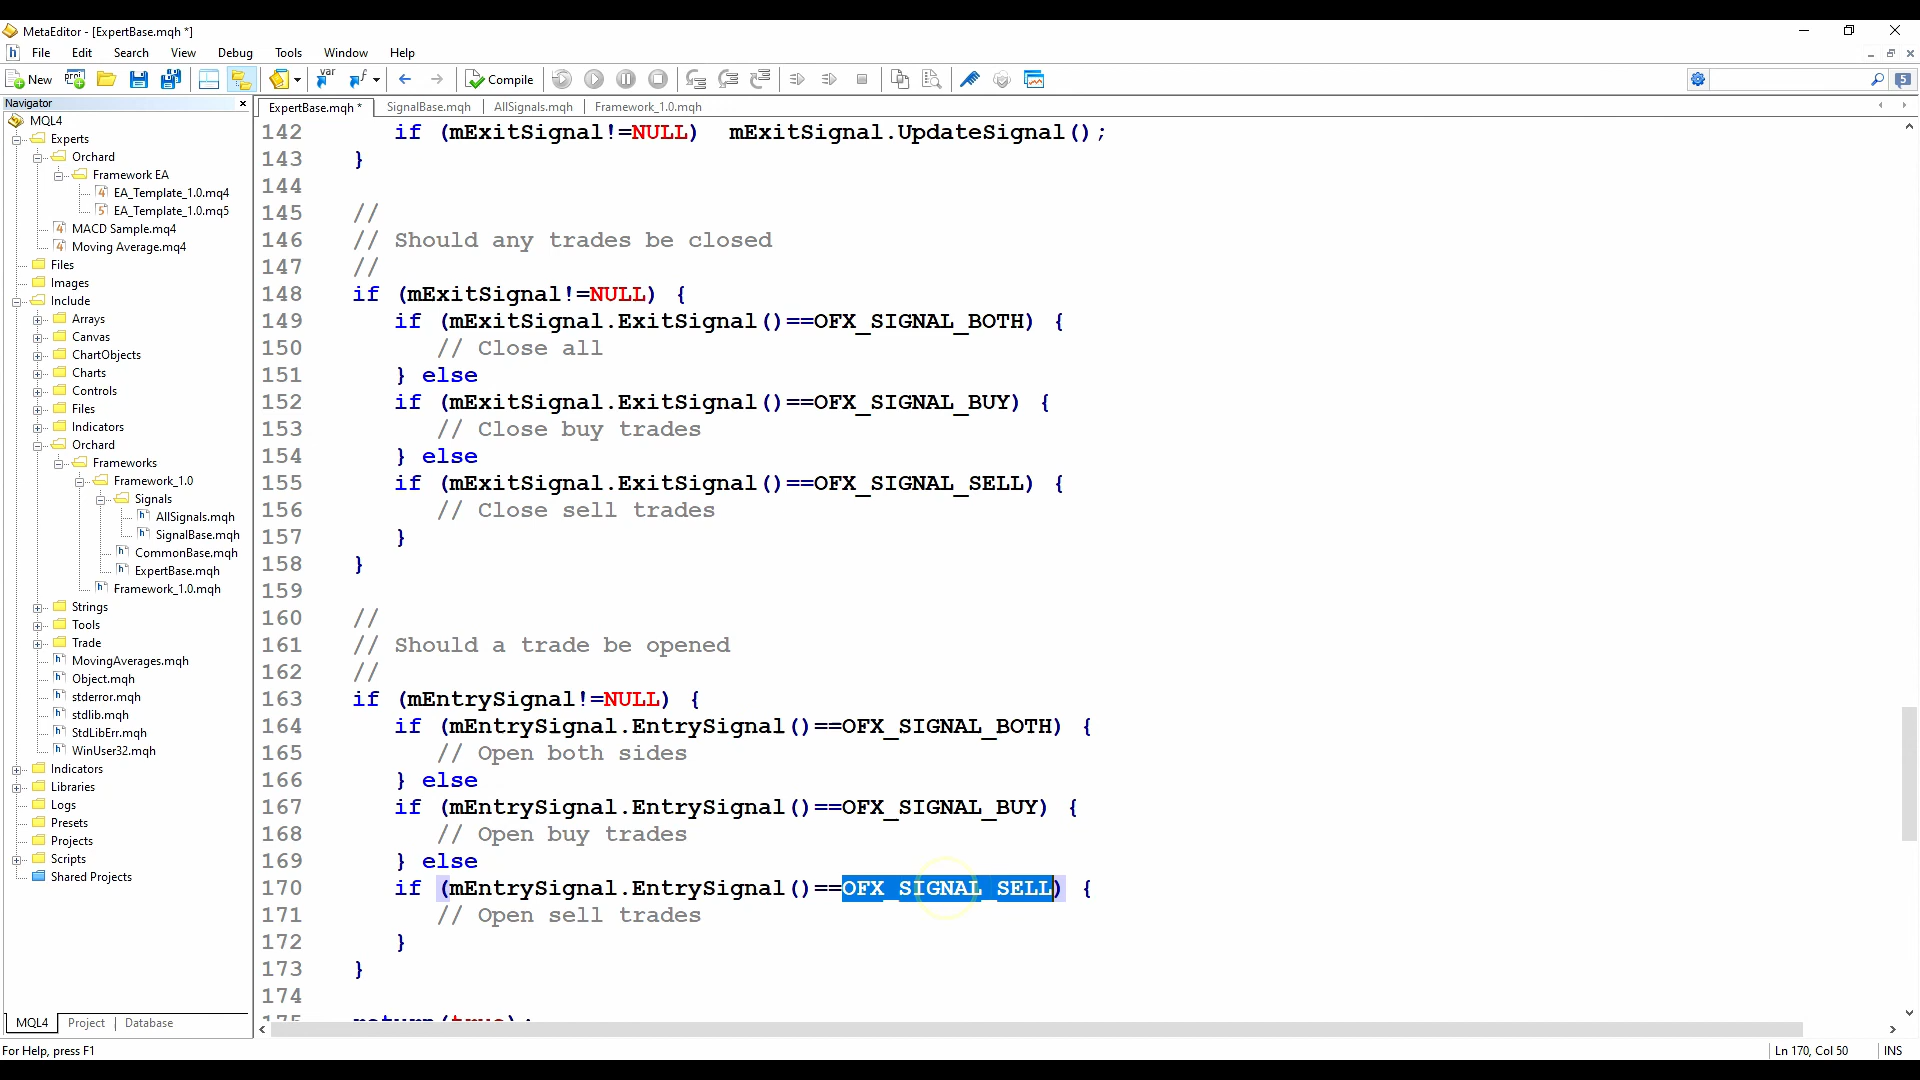 MetaEditor - [ExpertBase.mqh *]
File Edit Search View Debug Tools Window Help
New Compile 5
Navigator
MQL4
Experts
Orchard
Framework EA
EA_Template_1.0.mq4
EA_Template_1.0.mq5
MACD Sample.mq4
Moving Average.mq4
Files
Images
Include
Arrays
Canvas
ChartObjects
Charts
Controls
Files
Indicators
Orchard
Frameworks
Framework_1.0
Signals
AllSignals.mqh
SignalBase.mqh
CommonBase.mqh
ExpertBase.mqh
Framework_1.0.mqh
Strings
Tools
Trade
MovingAverages.mqh
Object.mqh
stderror.mqh
stdlib.mqh
StdLibErr.mqh
WinUser32.mqh
Indicators
Libraries
Logs
Presets
Projects
Scripts
Shared Projects
MQL4 Project Database
ExpertBase.mqh * SignalBase.mqh AllSignals.mqh Framework_1.0.mqh
142 if (mExitSignal!=NULL) mExitSignal.UpdateSignal();
143 }
144
145 //
146 // Should any trades be closed
147 //
148 if (mExitSignal!=NULL) {
149 if (mExitSignal.ExitSignal()==OFX_SIGNAL_BOTH) {
150 // Close all
151 } else
152 if (mExitSignal.ExitSignal()==OFX_SIGNAL_BUY) {
153 // Close buy trades
154 } else
155 if (mExitSignal.ExitSignal()==OFX_SIGNAL_SELL) {
156 // Close sell trades
157 }
158 }
159
160 //
161 // Should a trade be opened
162 //
163 if (mEntrySignal!=NULL) {
164 if (mEntrySignal.EntrySignal()==OFX_SIGNAL_BOTH) {
165 // Open both sides
166 } else
167 if (mEntrySignal.EntrySignal()==OFX_SIGNAL_BUY) {
168 // Open buy trades
169 } else
170 if (mEntrySignal.EntrySignal()==OFX_SIGNAL_SELL) {
171 // Open sell trades
172 }
173 }
174
175 return(true);
For Help, press F1 Ln 170, Col 50 INS